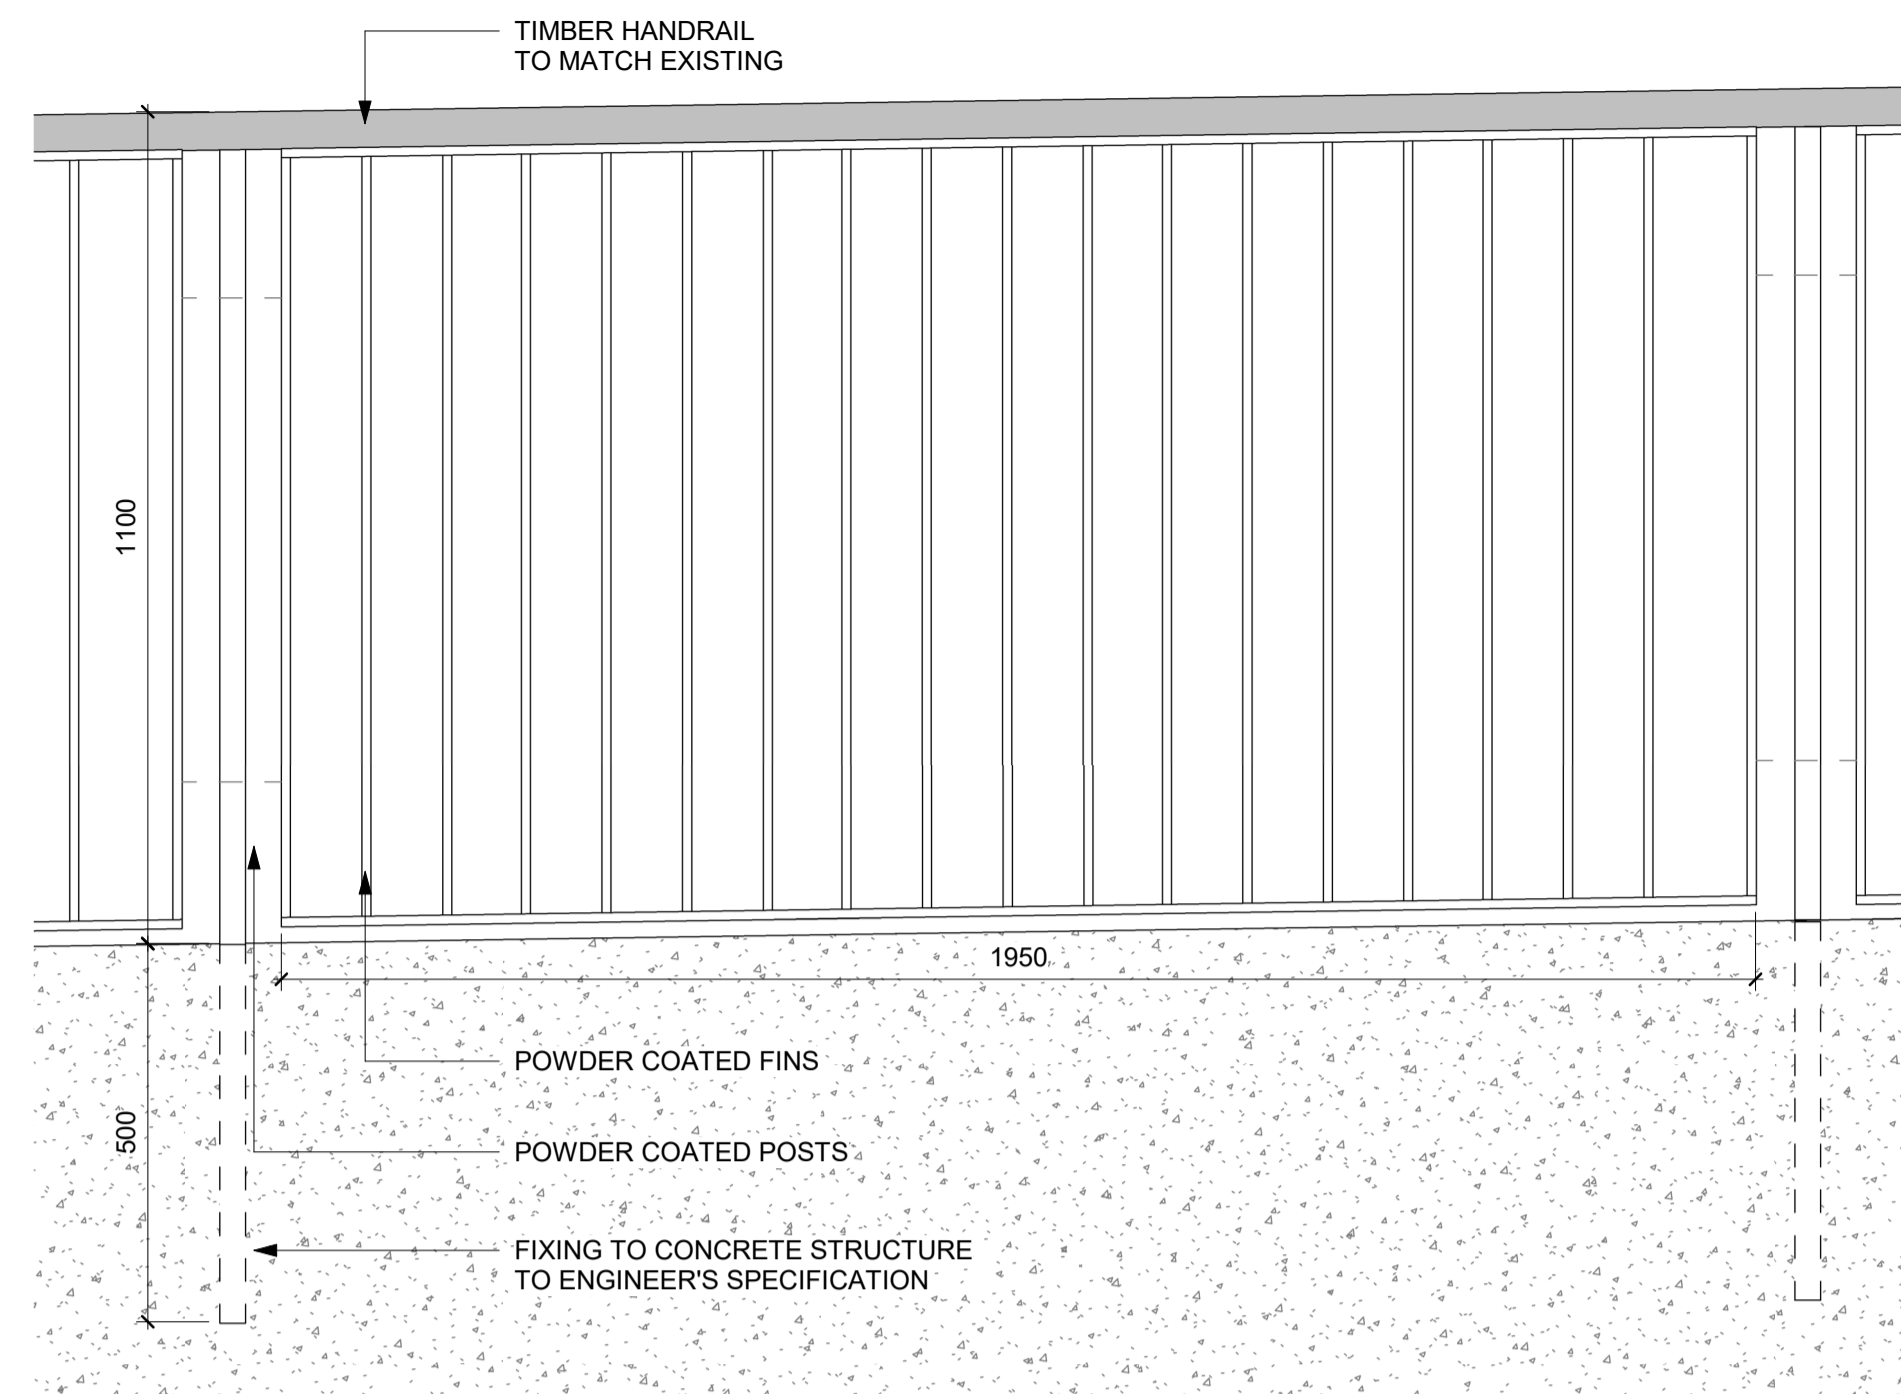 TIMBER HANDRAIL
TO MATCH EXISTING
1100
1950
POWDER COATED FINS
500
POWDER COATED POSTS
FIXING TO CONCRETE STRUCTURE
TO ENGINEER'S SPECIFICATION